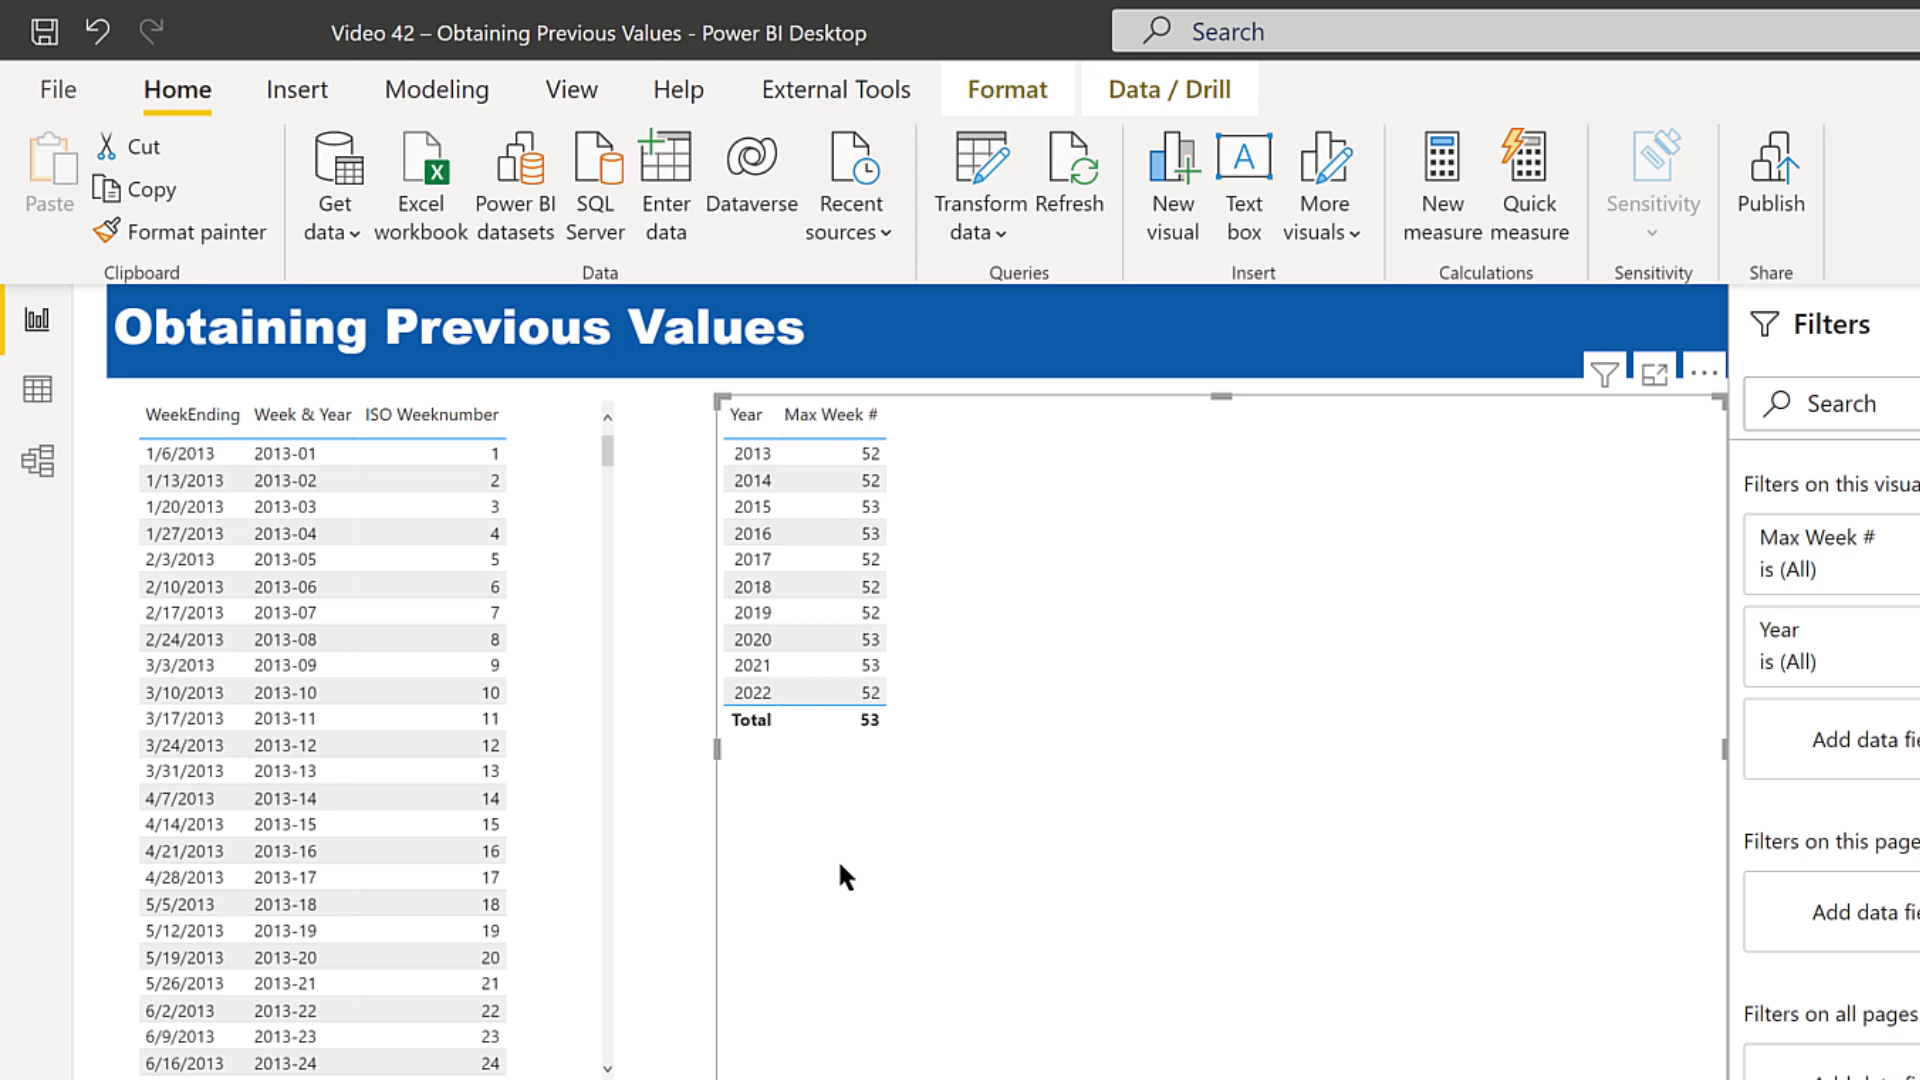 Video 42 – Obtaining Previous Values - Power BI Desktop
Search
File Home Insert Modeling View Help External Tools Format Data / Drill
Paste
Cut
Copy
Format painter
Clipboard
Get data
Excel workbook
Power BI datasets
SQL Server
Enter data
Dataverse
Recent sources
Data
Transform data
Refresh
Queries
New visual
Text box
More visuals
Insert
New measure
Quick measure
Calculations
Sensitivity
Sensitivity
Publish
Share
Obtaining Previous Values
WeekEnding Week & Year ISO Weeknumber
1/6/2013 2013-01 1
1/13/2013 2013-02 2
1/20/2013 2013-03 3
1/27/2013 2013-04 4
2/3/2013 2013-05 5
2/10/2013 2013-06 6
2/17/2013 2013-07 7
2/24/2013 2013-08 8
3/3/2013 2013-09 9
3/10/2013 2013-10 10
3/17/2013 2013-11 11
3/24/2013 2013-12 12
3/31/2013 2013-13 13
4/7/2013 2013-14 14
4/14/2013 2013-15 15
4/21/2013 2013-16 16
4/28/2013 2013-17 17
5/5/2013 2013-18 18
5/12/2013 2013-19 19
5/19/2013 2013-20 20
5/26/2013 2013-21 21
6/2/2013 2013-22 22
6/9/2013 2013-23 23
6/16/2013 2013-24 24
Year Max Week #
2013 52
2014 52
2015 53
2016 53
2017 52
2018 52
2019 52
2020 53
2021 53
2022 52
Total 53
Filters
Search
Filters on this visua
Max Week #
is (All)
Year
is (All)
Add data fie
Filters on this page
Add data fie
Filters on all pages